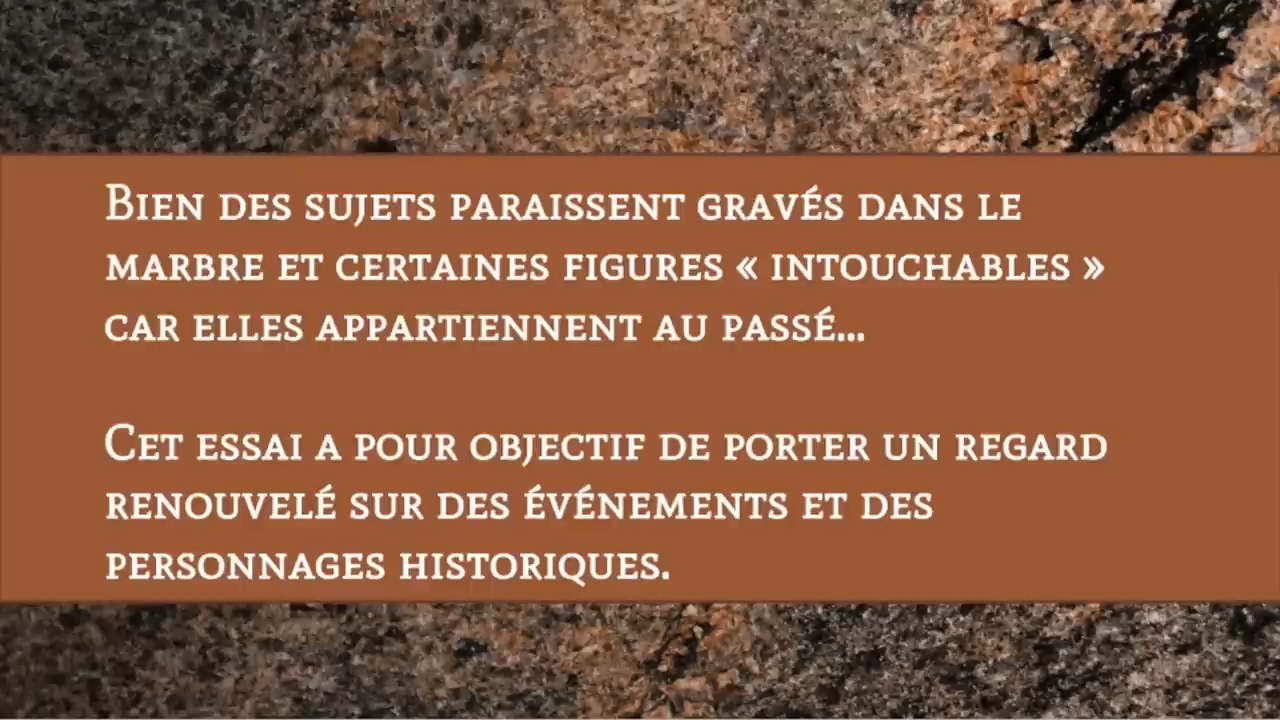 Bien des sujets paraissent gravés dans le
marbre et certaines figures « intouchables »
car elles appartiennent au passé...
Cet essai a pour objectif de porter un regard
renouvelé sur des événements et des
personnages historiques.